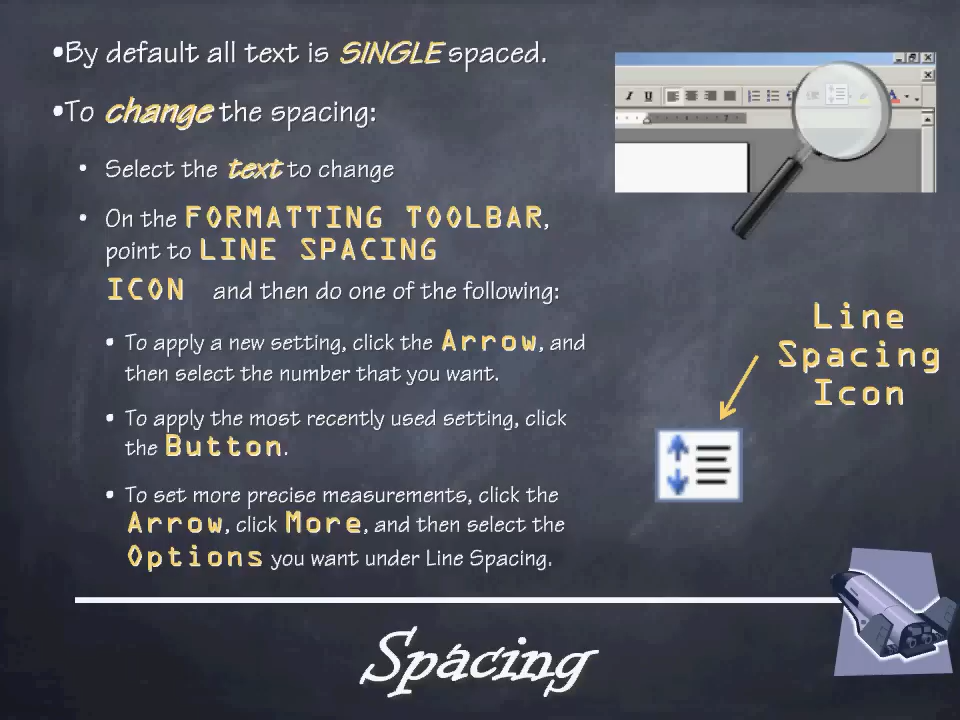 •By default all text is SINGLE spaced.
•To change the spacing:
• Select the text to change
• On the FORMATTING TOOLBAR,
point to LINE SPACING
ICON and then do one of the following:
• To apply a new setting, click the Arrow, and
then select the number that you want.
• To apply the most recently used setting, click
the Button.
• To set more precise measurements, click the
Arrow, click More, and then select the
Options you want under Line Spacing.
I U
A
7
Line
Spacing
Icon
Spacing